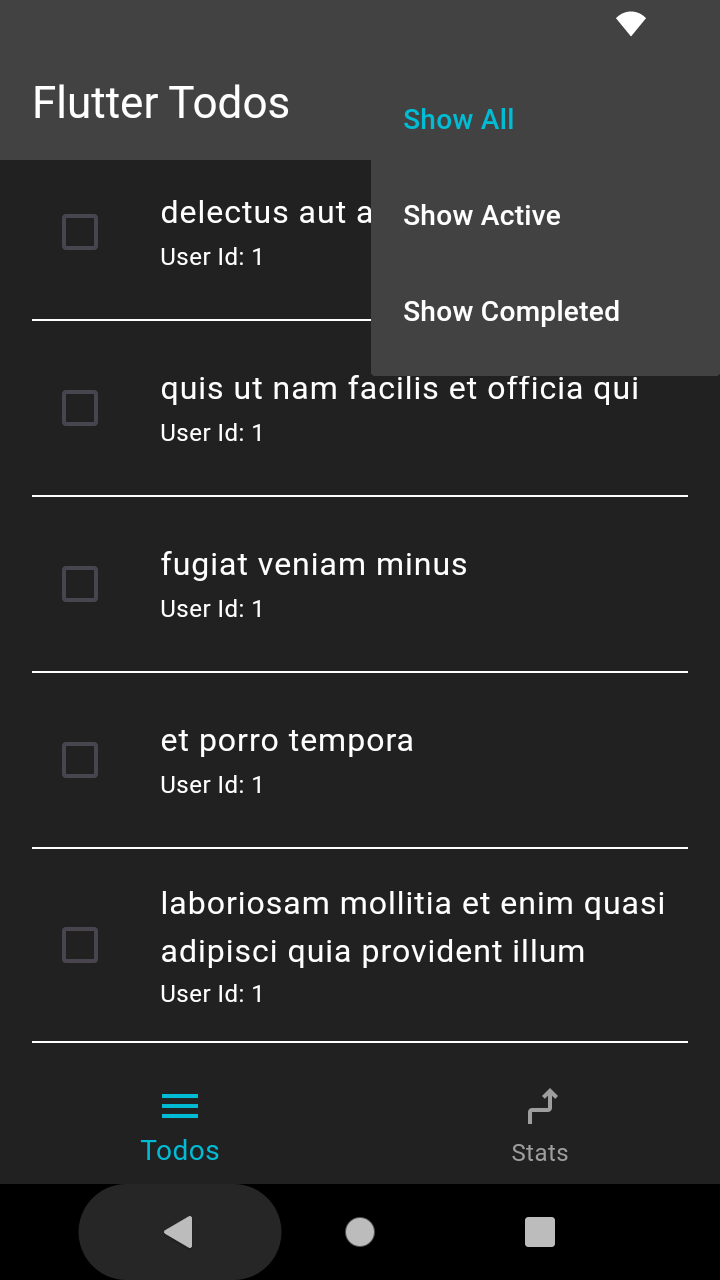 Flutter Todos
Show All
Show Active
Show Completed
delectus aut a
User Id: 1
quis ut nam facilis et officia qui
User Id: 1
fugiat veniam minus
User Id: 1
et porro tempora
User Id: 1
laboriosam mollitia et enim quasi
adipisci quia provident illum
User Id: 1
Todos
Stats